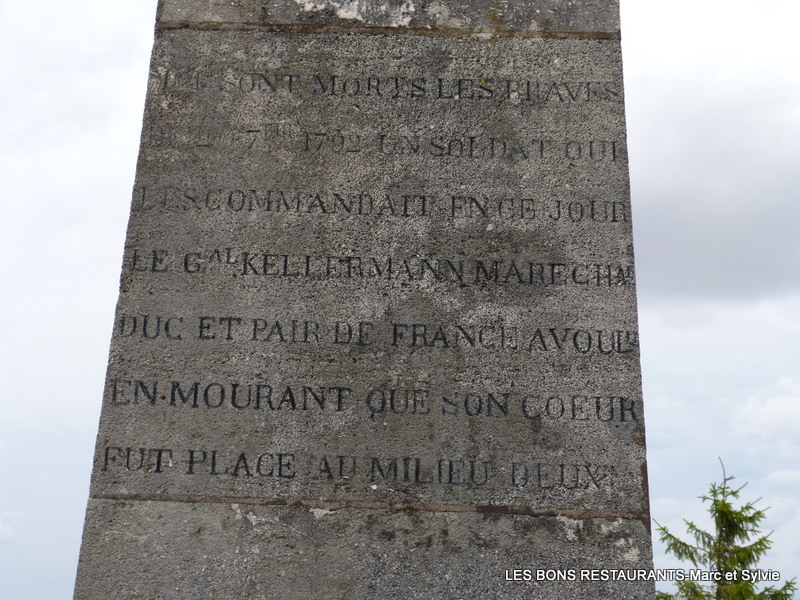 SONT MORTS LES BRAVES
1792 UN SOLDAT QUI
LES COMMANDAIT EN CE JOUR
LE GAL KELLERMANN MARECHAL
DUC ET PAIR DE FRANCE A VOULU
EN·MOURANT QUE SON COEUR
FUT PLACE AU MILIEU DEUX
LES BONS RESTAURANTS-Marc et Sylvie